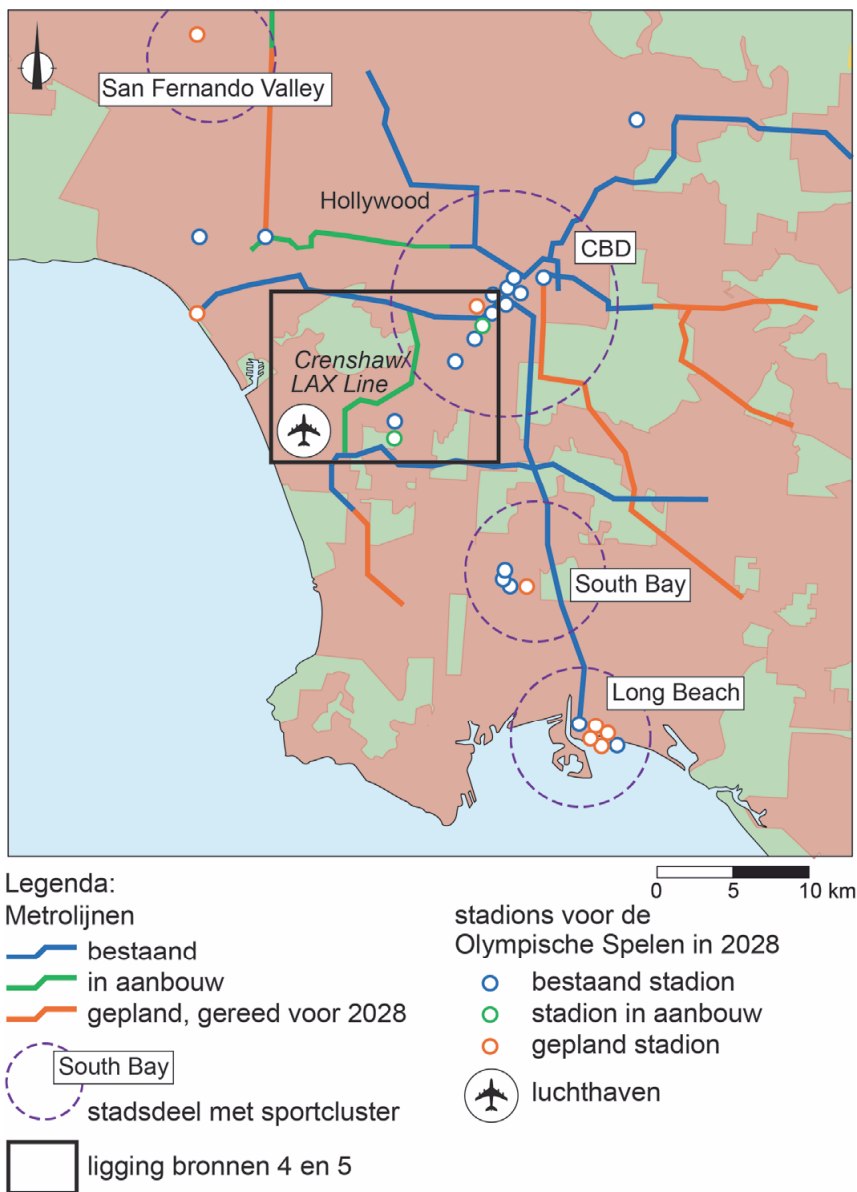 San Fernando Valley
Hollywood
CBD
Crenshaw/
LAX Line
South Bay
Long Beach
Legenda:
Metrolijnen
bestaand
in aanbouw
gepland, gereed voor 2028
South Bay
stadsdeel met sportcluster
ligging bronnen 4 en 5
0 5 10 km
stadions voor de
Olympische Spelen in 2028
bestaand stadion
stadion in aanbouw
gepland stadion
luchthaven